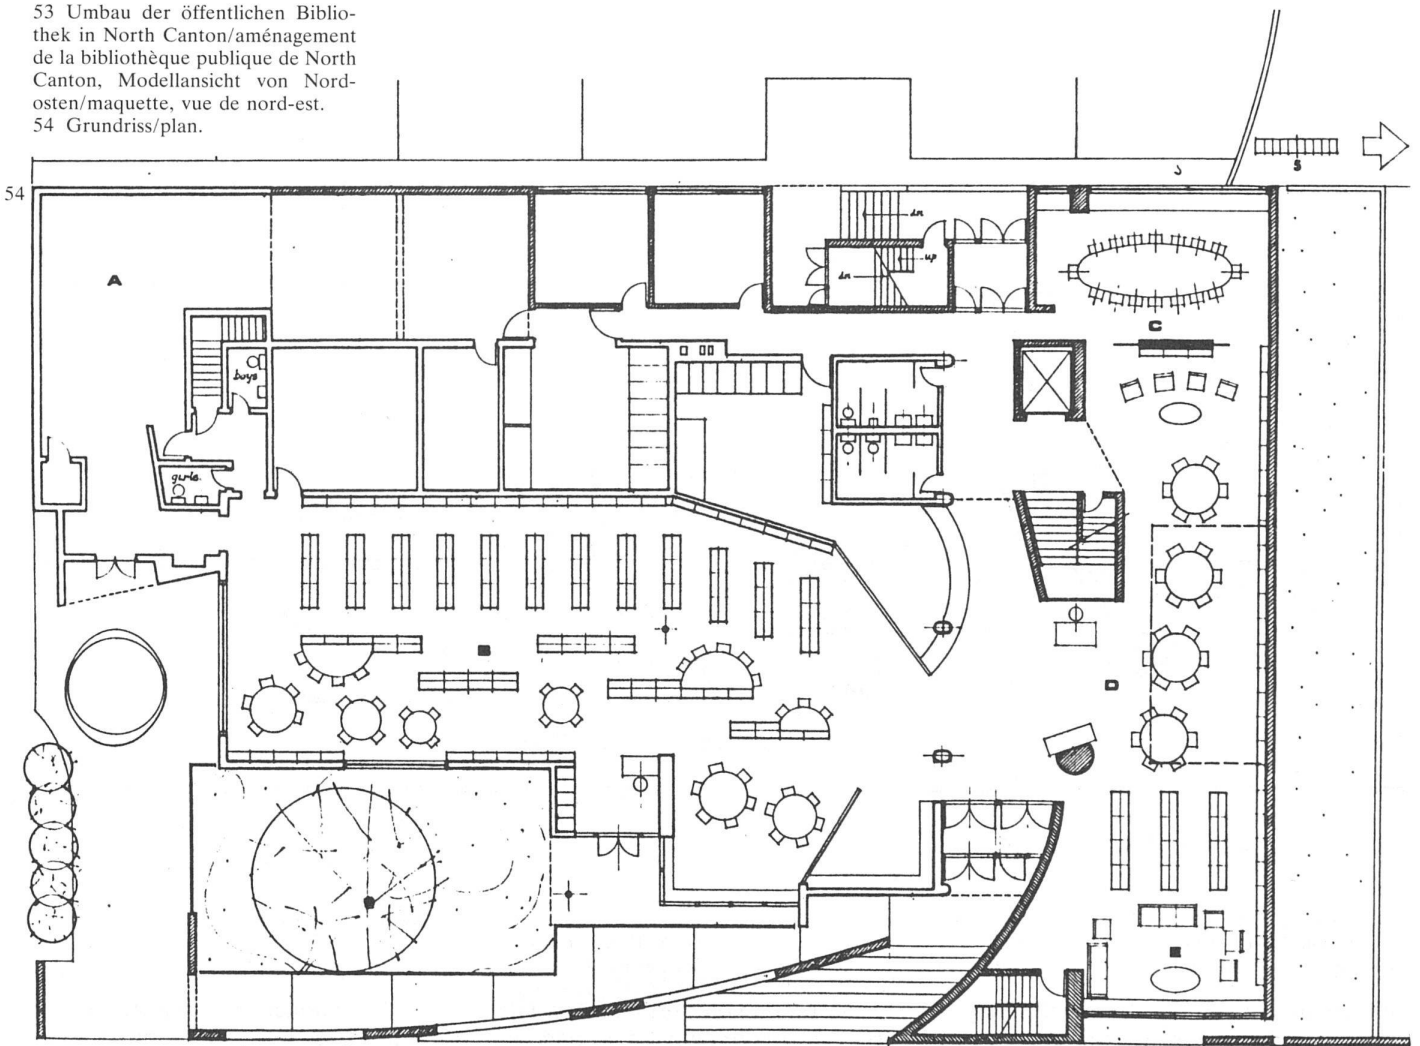 53 Umbau der öffentlichen Biblio-
thek in North Canton/aménagement
de la bibliothèque publique de North
Canton, Modellansicht von Nord-
osten/maquette, vue de nord-est.
54 Grundriss/plan.
54
5
dn
up
dn
A
C
boys
girls
B
D
E